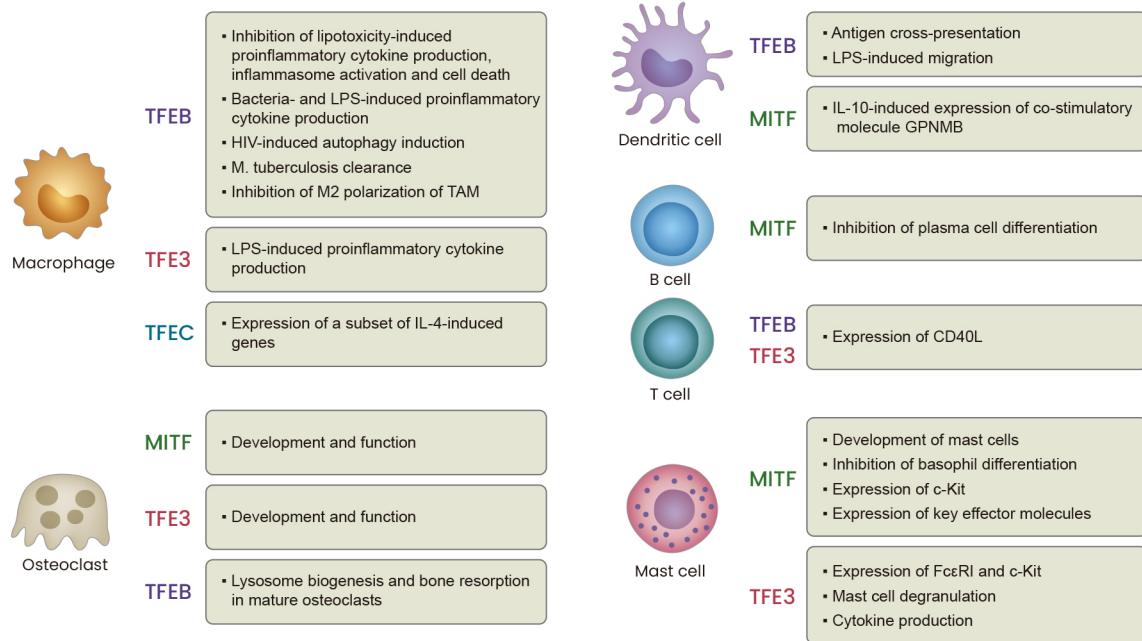 TFEB
▪ Inhibition of lipotoxicity-induced
proinflammatory cytokine production,
inflammasome activation and cell death
▪ Bacteria- and LPS-induced proinflammatory
cytokine production
▪ HIV-induced autophagy induction
▪ M. tuberculosis clearance
▪ Inhibition of M2 polarization of TAM
Macrophage
TFE3
▪ LPS-induced proinflammatory cytokine
production
TFEC
▪ Expression of a subset of IL-4-induced
genes
MITF
▪ Development and function
TFE3
▪ Development and function
Osteoclast
TFEB
▪ Lysosome biogenesis and bone resorption
in mature osteoclasts
TFEB
▪ Antigen cross-presentation
▪ LPS-induced migration
Dendritic cell
MITF
▪ IL-10-induced expression of co-stimulatory
molecule GPNMB
MITF
▪ Inhibition of plasma cell differentiation
B cell
TFEB
TFE3
▪ Expression of CD40L
T cell
MITF
▪ Development of mast cells
▪ Inhibition of basophil differentiation
▪ Expression of c-Kit
▪ Expression of key effector molecules
Mast cell
TFE3
▪ Expression of FcεRI and c-Kit
▪ Mast cell degranulation
▪ Cytokine production